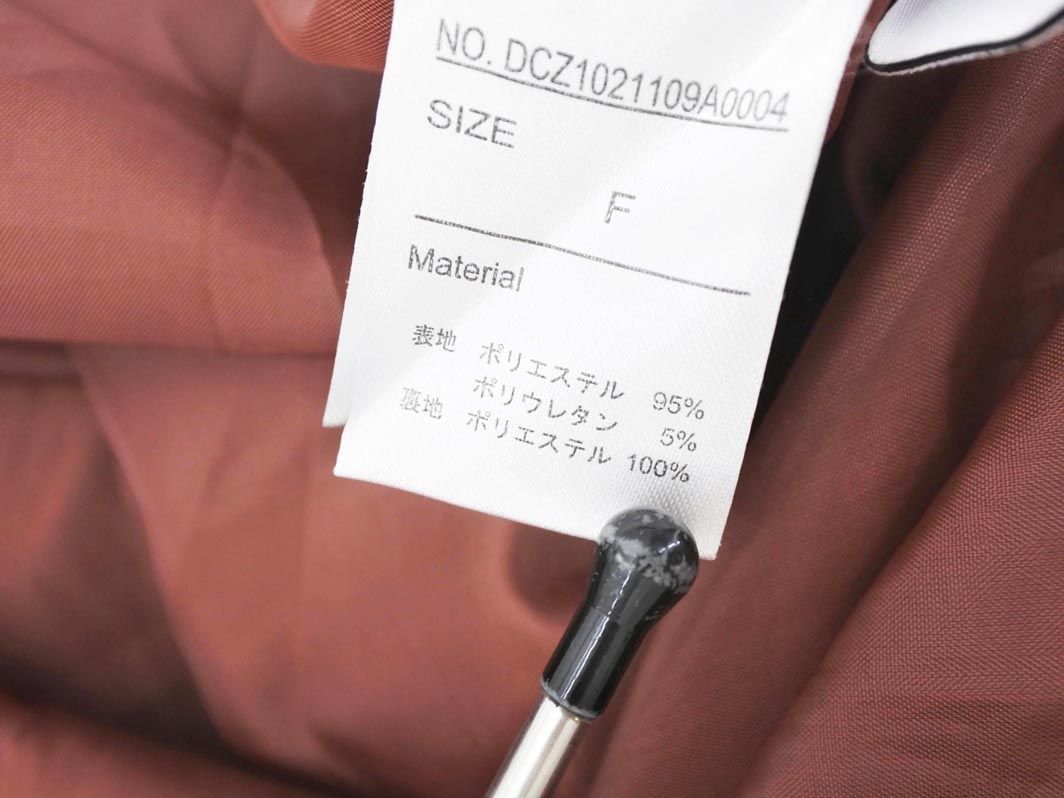 NO. DCZ1021109A0004
SIZE
F
Material
表地 ポリエステル 95%
ポリウレタン 5%
裏地 ポリエステル 100%